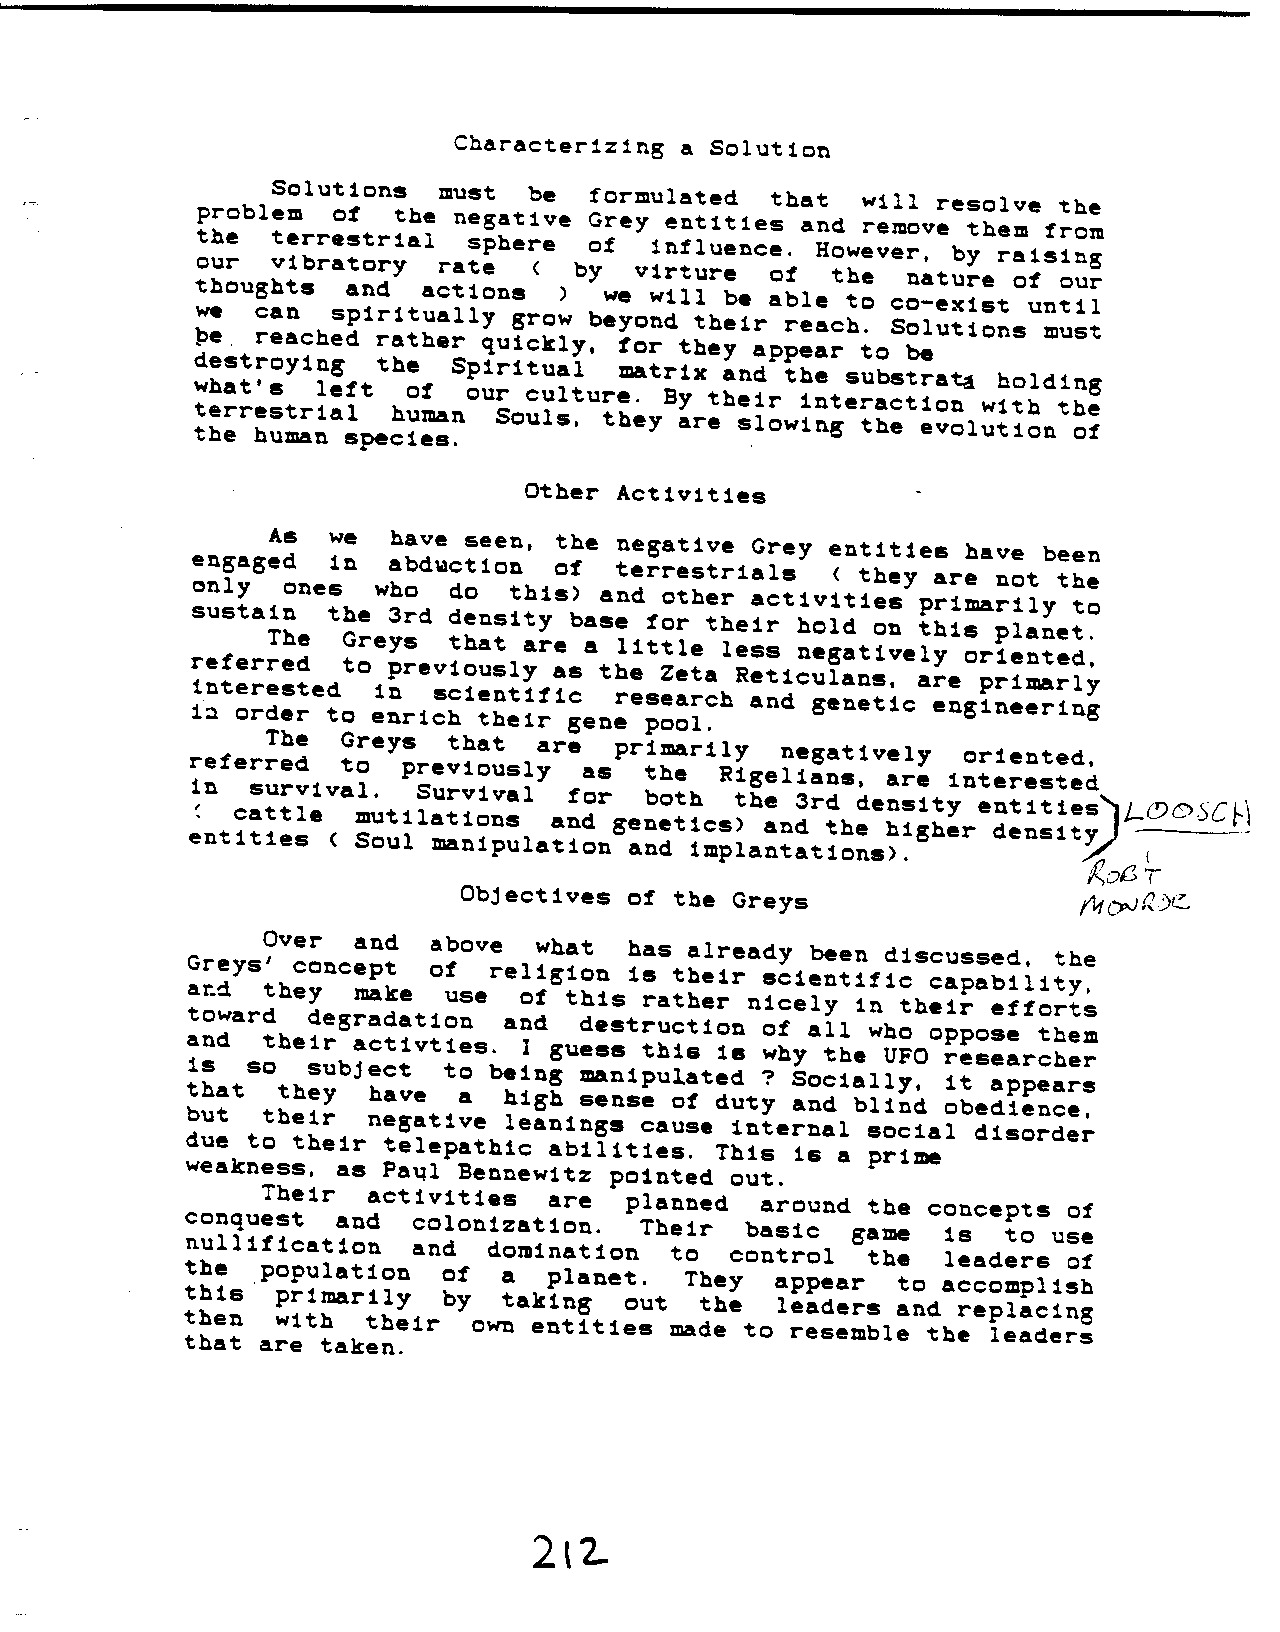 Characterizing a Solution
Solutions must be formulated that will resolve the
problem of the negative Grey entities and remove them from
the terrestrial sphere of influence. However, by raising
our vibratory rate ( by virture of the nature of our
thoughts and actions ) we will be able to co-exist until
we can spiritually grow beyond their reach. Solutions must
be reached rather quickly, for they appear to be
destroying the Spiritual matrix and the substrata holding
what's left of our culture. By their interaction with the
terrestrial human Souls, they are slowing the evolution of
the human species.
Other Activities
As we have seen, the negative Grey entities have been
engaged in abduction of terrestrials ( they are not the
only ones who do this) and other activities primarily to
sustain the 3rd density base for their hold on this planet.
The Greys that are a little less negatively oriented,
referred to previously as the Zeta Reticulans, are primarly
interested in scientific research and genetic engineering
in order to enrich their gene pool.
The Greys that are primarily negatively oriented,
referred to previously as the Rigelians, are interested
in survival. Survival for both the 3rd density entities
( cattle mutilations and genetics) and the higher density
entities ( Soul manipulation and implantations).
LOOSCH
ROBT
MONROE
Objectives of the Greys
Over and above what has already been discussed, the
Greys' concept of religion is their scientific capability,
and they make use of this rather nicely in their efforts
toward degradation and destruction of all who oppose them
and their activties. I guess this is why the UFO researcher
is so subject to being manipulated ? Socially, it appears
that they have a high sense of duty and blind obedience,
but their negative leanings cause internal social disorder
due to their telepathic abilities. This is a prime
weakness, as Paul Bennewitz pointed out.
Their activities are planned around the concepts of
conquest and colonization. Their basic game is to use
nullification and domination to control the leaders of
the population of a planet. They appear to accomplish
this primarily by taking out the leaders and replacing
then with their own entities made to resemble the leaders
that are taken.
212